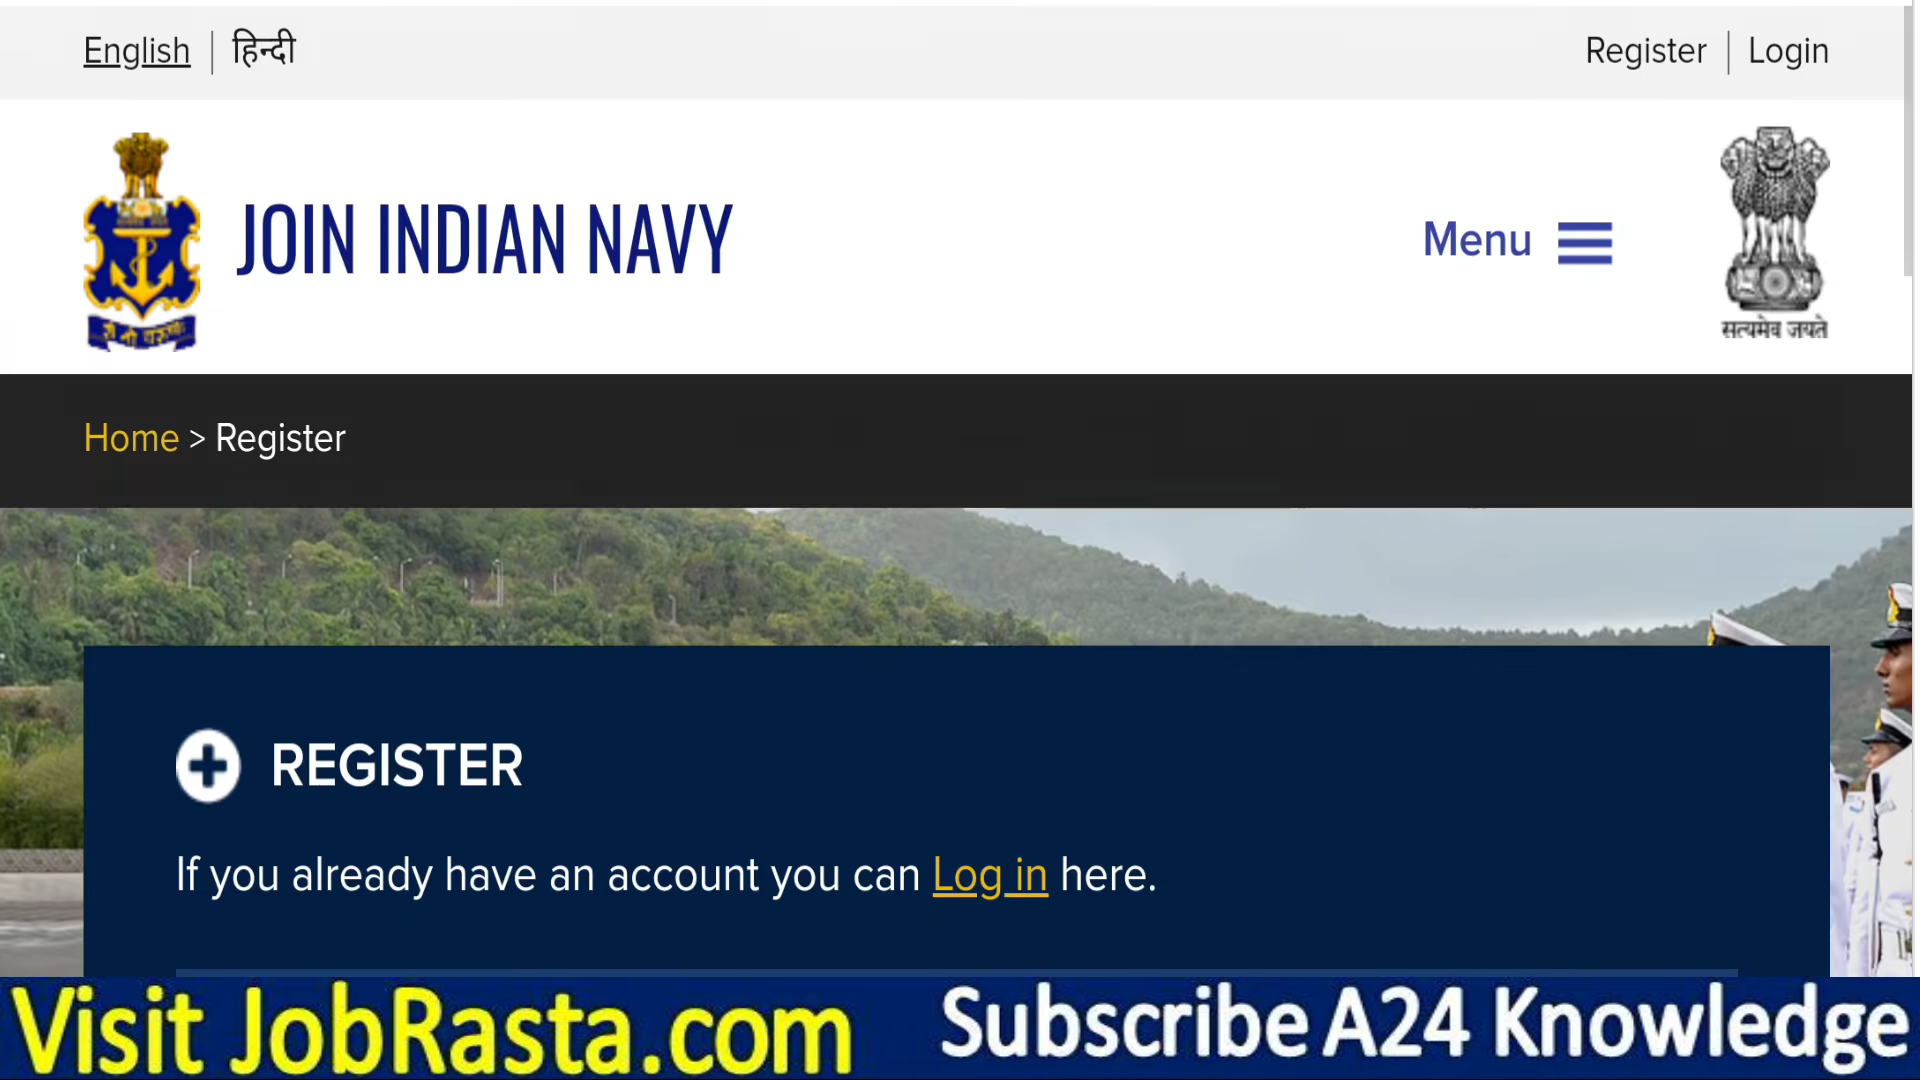 English | हिन्दी
Register | Login
JOIN INDIAN NAVY
Menu
सत्यमेव जयते
Home > Register
REGISTER
If you already have an account you can Log in here.
Visit JobRasta.com
Subscribe A24 Knowledge